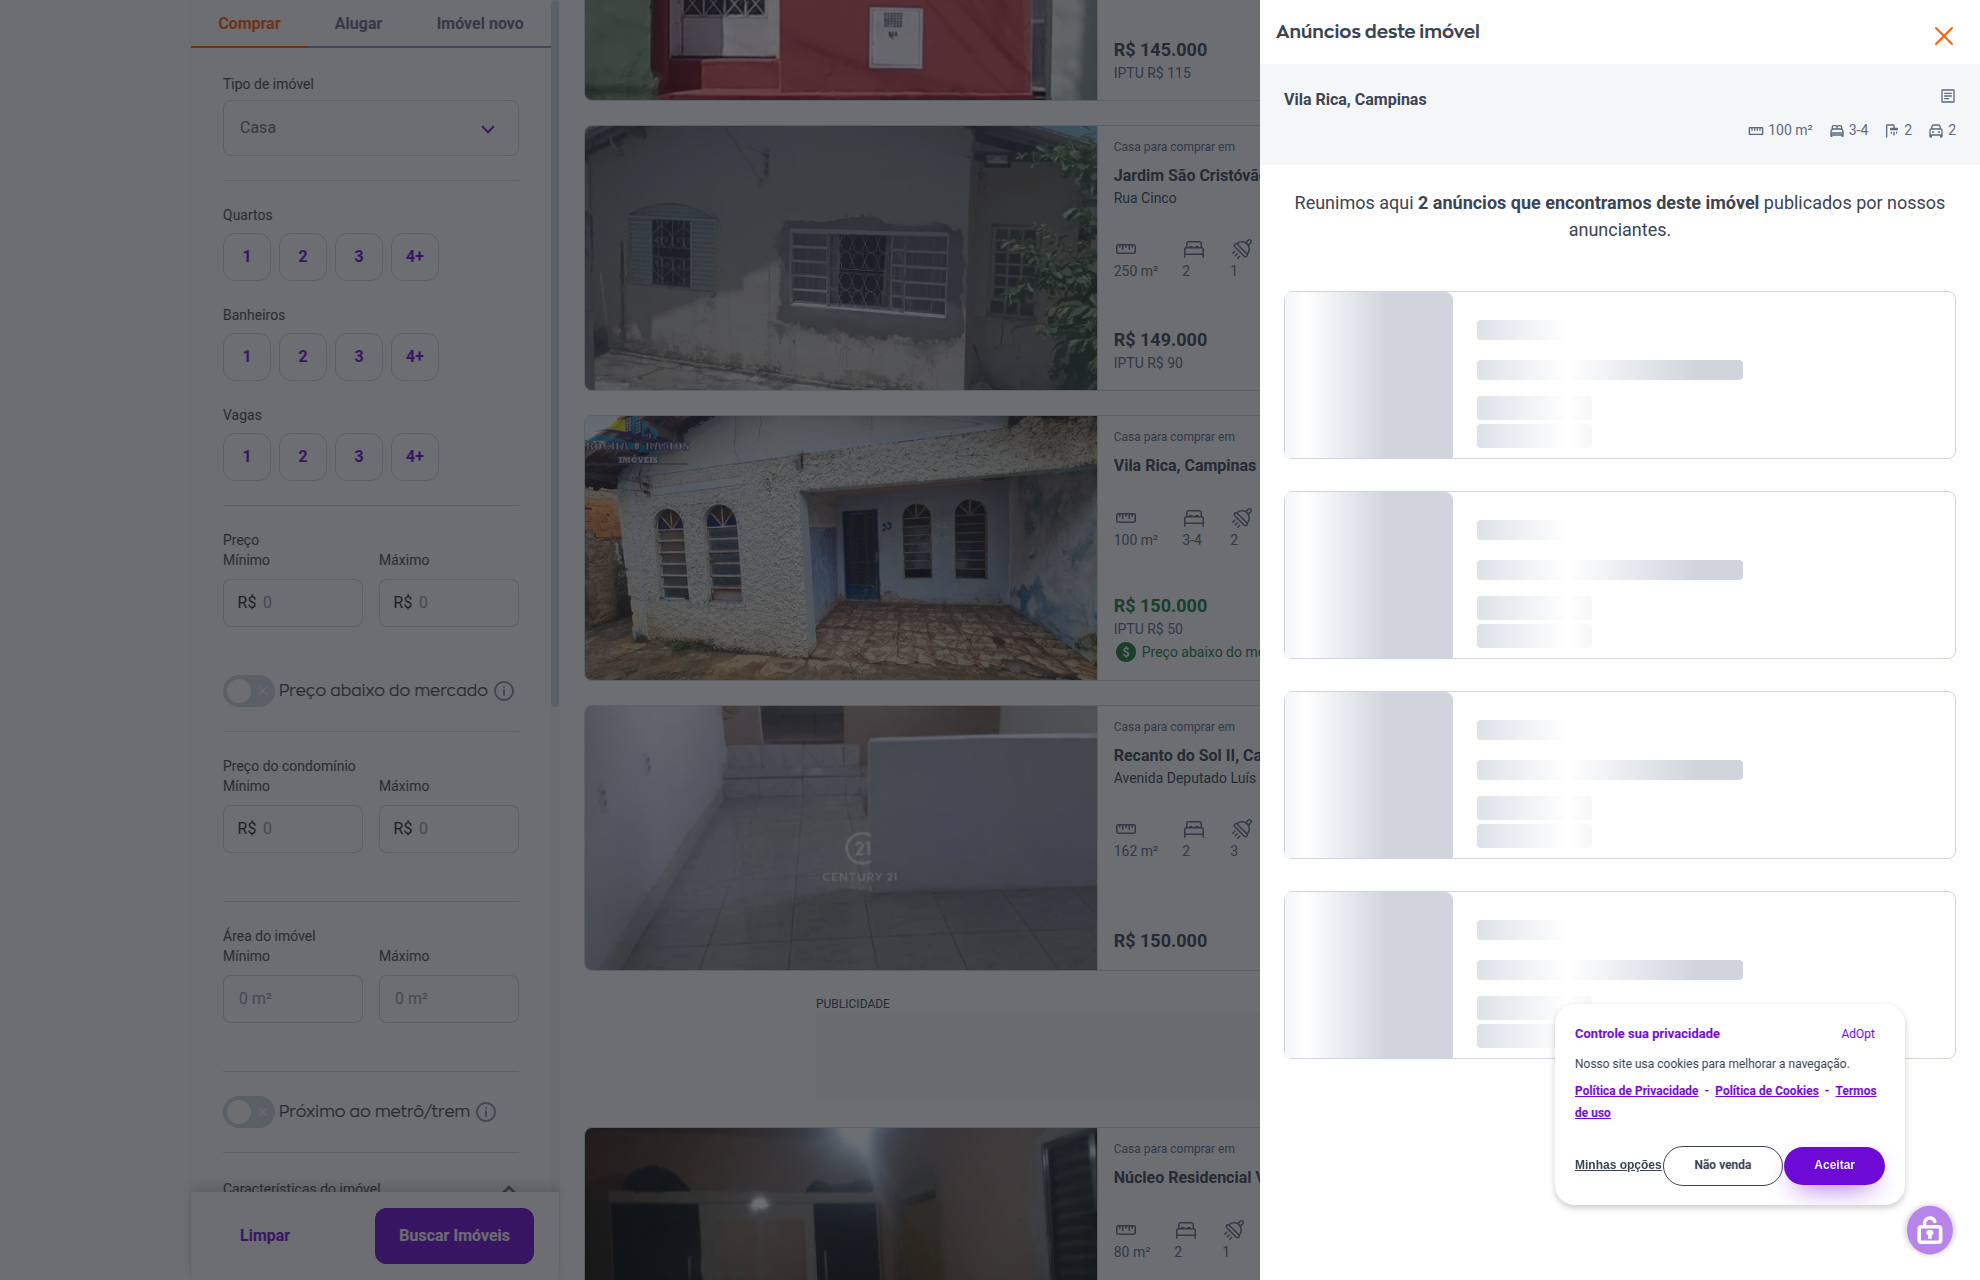 Comprar
Alugar
Imóvel novo
Tipo de imóvel
Casa
Quartos
1
2
3
4+
Banheiros
1
2
3
4+
Vagas
1
2
3
4+
Preço
Mínimo
Máximo
R$ 0
R$ 0
Preço abaixo do mercado
Preço do condomínio
Mínimo
Máximo
R$ 0
R$ 0
Área do imóvel
Mínimo
Máximo
0 m²
0 m²
Próximo ao metrô/trem
Características do imóvel
Limpar
Buscar Imóveis
R$ 145.000
IPTU R$ 115
Casa para comprar em
Jardim São Cristóvã
Rua Cinco
250 m²
2
1
R$ 149.000
IPTU R$ 90
ROCHA & RAMOS
IMÓVEIS
Casa para comprar em
Vila Rica, Campinas
100 m²
3-4
2
R$ 150.000
IPTU R$ 50
Preço abaixo do me
21
CENTURY 21
Casa para comprar em
Recanto do Sol II, Ca
Avenida Deputado Luís
162 m²
2
3
R$ 150.000
PUBLICIDADE
Casa para comprar em
Núcleo Residencial V
80 m²
2
1
Anúncios deste imóvel
Vila Rica, Campinas
100 m²
3-4
2
2
Reunimos aqui 2 anúncios que encontramos deste imóvel publicados por nossos
anunciantes.
Controle sua privacidade
AdOpt
Nosso site usa cookies para melhorar a navegação.
Política de Privacidade - Política de Cookies - Termos
de uso
Minhas opções
Não venda
Aceitar